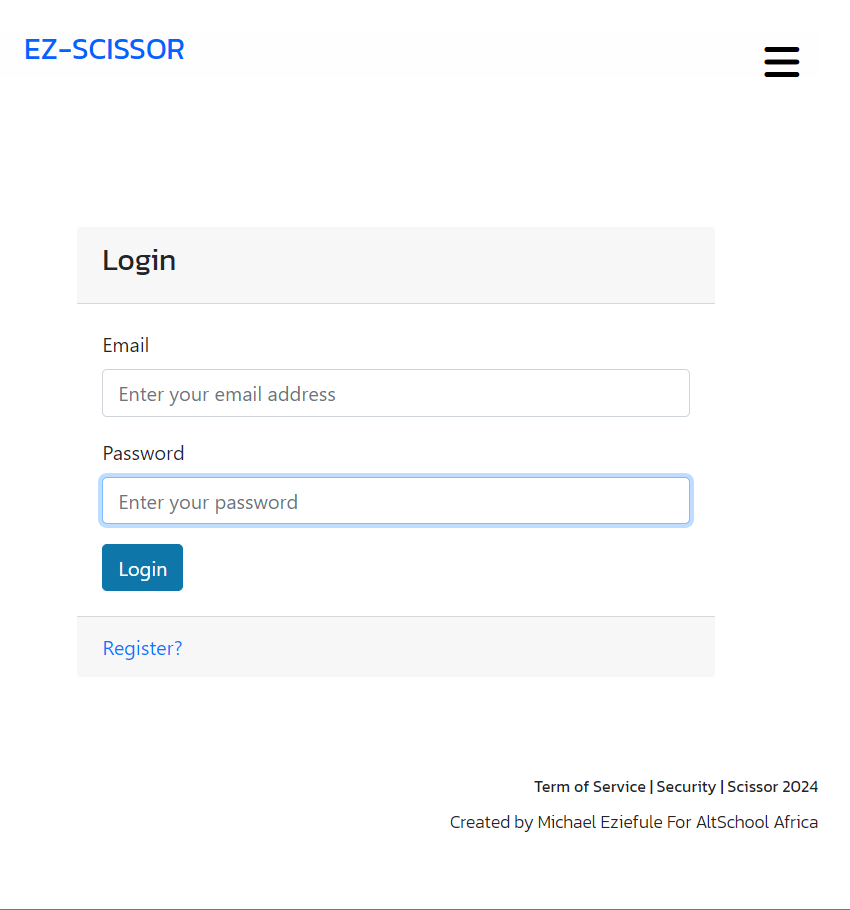 EZ-SCISSOR
Login
Email
Enter your email address
Password
Enter your password
Login
Register?
Term of Service | Security | Scissor 2024
Created by Michael Eziefule For AltSchool Africa